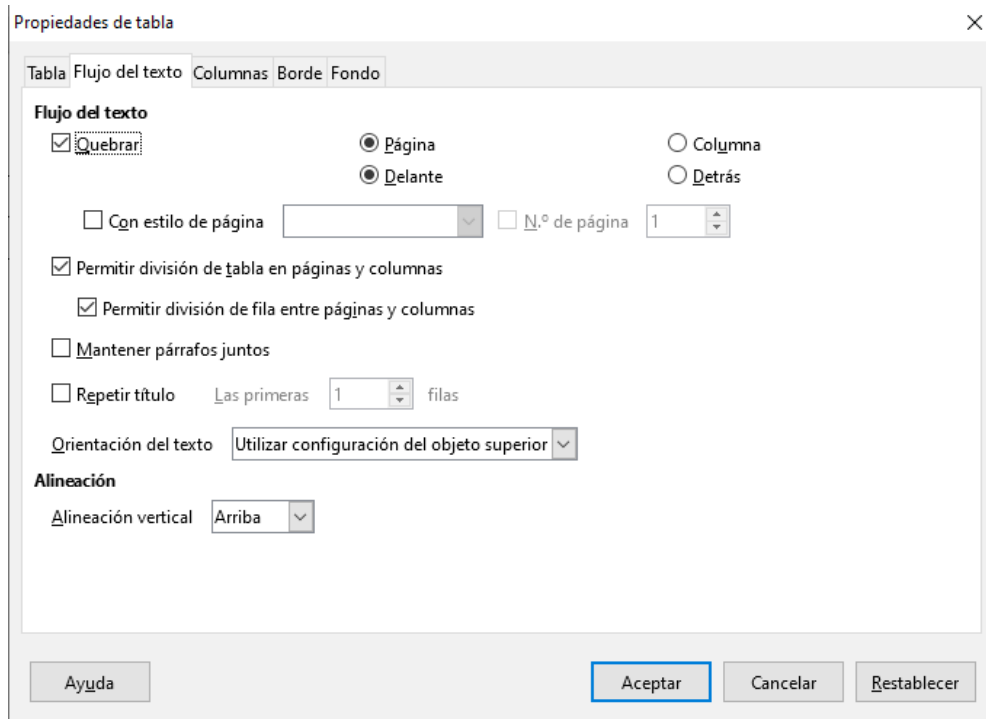 Propiedades de tabla
Tabla Flujo del texto Columnas Borde Fondo
Flujo del texto
Quebrar Página Columna
Delante Detrás
Con estilo de página N.º de página 1
Permitir división de tabla en páginas y columnas
Permitir división de fila entre páginas y columnas
Mantener párrafos juntos
Repetir título Las primeras 1 filas
Orientación del texto Utilizar configuración del objeto superior
Alineación
Alineación vertical Arriba
Ayuda Aceptar Cancelar Restablecer